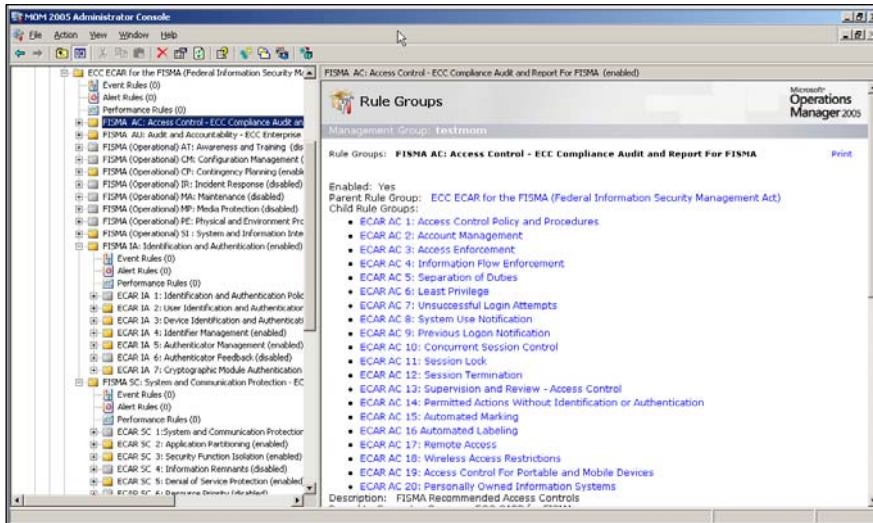 MOM 2005 Administrator Console
File Action View Window Help
ECC ECAR for the FISMA (Federal Information Security
Event Rules (0)
Alert Rules (0)
Performance Rules (0)
FISMA AC: Access Control - ECC Compliance Audit an
FISMA AU: Audit and Accountability - ECC Enterprise
FISMA (Operational) AT: Awareness and Training (dis
FISMA (Operational) CM: Configuration Management (
FISMA (Operational) CP: Contingency Planning (enabl
FISMA (Operational) IR: Incident Response (disabled)
FISMA (Operational) MA: Maintenance (disabled)
FISMA (Operational) MP: Media Protection (disabled)
FISMA (Operational) PE: Physical and Environment Pro
FISMA (Operational) SI : System and Information Inte
FISMA IA: Identification and Authentication (enabled)
Event Rules (0)
Alert Rules (0)
Performance Rules (0)
ECAR IA 1: Identification and Authentication Polic
ECAR IA 2: User Identification and Authentication
ECAR IA 3: Device Identification and Authenticati
ECAR IA 4: Identifier Management (enabled)
ECAR IA 5: Authenticator Management (enabled)
ECAR IA 6: Authenticator Feedback (disabled)
ECAR IA 7: Cryptographic Module Authentication
FISMA SC: System and Communication Protection - EC
Event Rules (0)
Alert Rules (0)
Performance Rules (0)
ECAR SC 1:System and Communication Protection
ECAR SC 2: Application Partitioning (enabled)
ECAR SC 3: Security Function Isolation (enabled)
ECAR SC 4: Information Remnants (disabled)
ECAR SC 5: Denial of Service Protection (enabled)
ECAR SC 6: Resource Priority (disabled)
FISMA AC: Access Control - ECC Compliance Audit and Report For FISMA (enabled)
Rule Groups
Microsoft
Operations
Manager 2005
Management Group: testmom
Rule Groups: FISMA AC: Access Control - ECC Compliance Audit and Report For FISMA Print
Enabled: Yes
Parent Rule Group: ECC ECAR for the FISMA (Federal Information Security Management Act)
Child Rule Groups:
ECAR AC 1: Access Control Policy and Procedures
ECAR AC 2: Account Management
ECAR AC 3: Access Enforcement
ECAR AC 4: Information Flow Enforcement
ECAR AC 5: Separation of Duties
ECAR AC 6: Least Privilege
ECAR AC 7: Unsuccessful Login Attempts
ECAR AC 8: System Use Notification
ECAR AC 9: Previous Logon Notification
ECAR AC 10: Concurrent Session Control
ECAR AC 11: Session Lock
ECAR AC 12: Session Termination
ECAR AC 13: Supervision and Review - Access Control
ECAR AC 14: Permitted Actions Without Identification or Authentication
ECAR AC 15: Automated Marking
ECAR AC 16 Automated Labeling
ECAR AC 17: Remote Access
ECAR AC 18: Wireless Access Restrictions
ECAR AC 19: Access Control For Portable and Mobile Devices
ECAR AC 20: Personally Owned Information Systems
Description: FISMA Recommended Access Controls